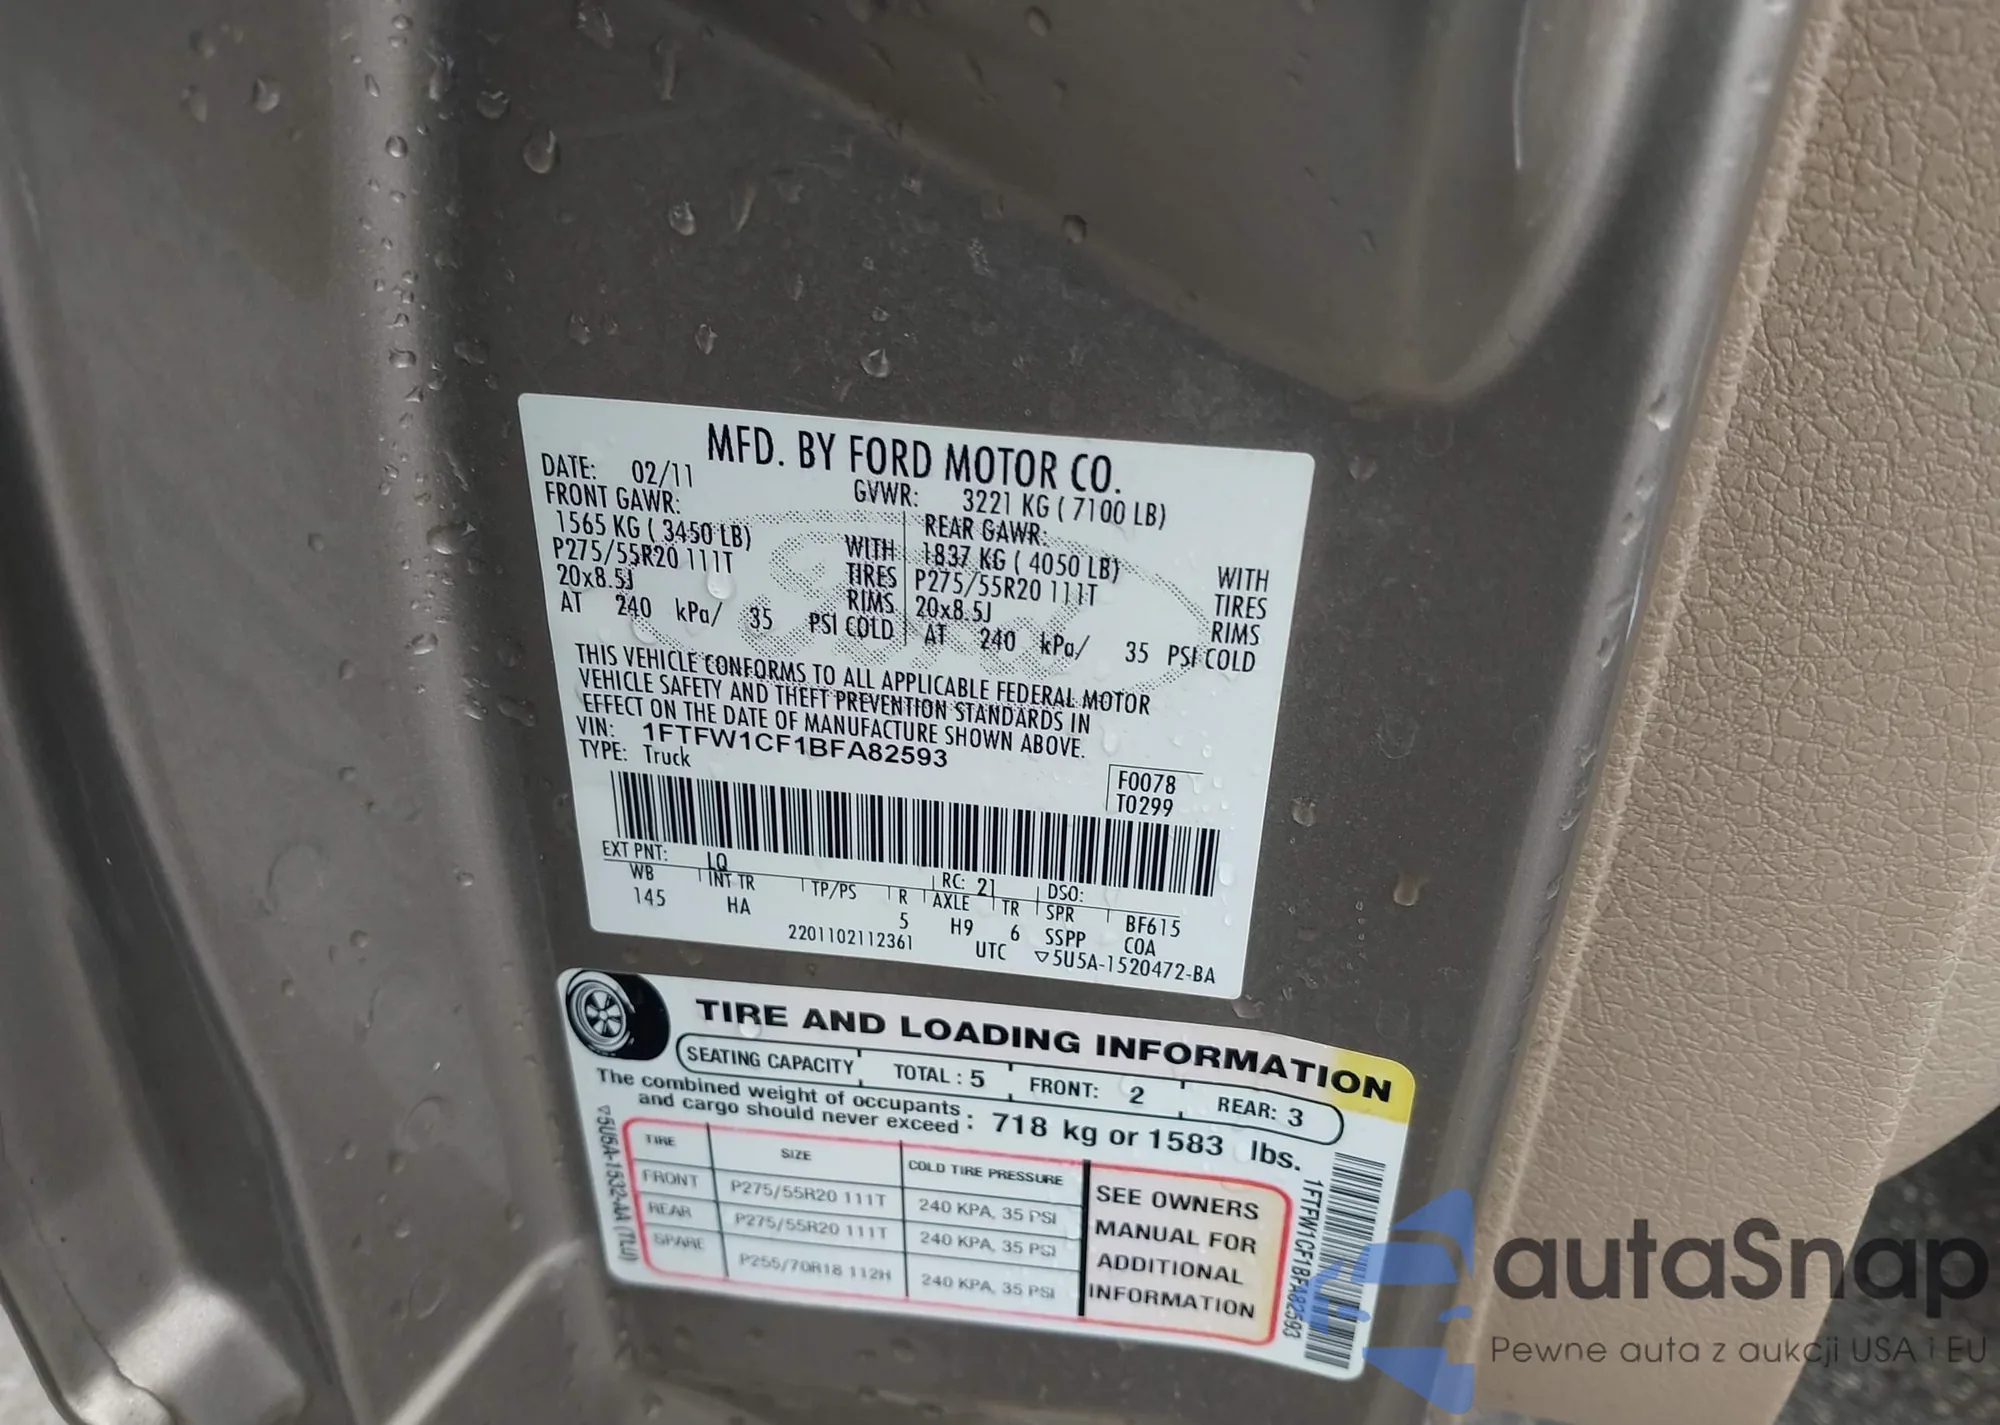 MFD. BY FORD MOTOR CO.
DATE: 02/11 GVWR: 3221 KG ( 7100 LB)
FRONT GAWR: REAR GAWR:
1565 KG ( 3450 LB) WITH 1837 KG ( 4050 LB) WITH
P275/55R20 111T TIRES P275/55R20 111T TIRES
20x8.5J RIMS 20x8.5J RIMS
AT 240 kPa/ 35 PSI COLD AT 240 kPa/ 35 PSI COLD
THIS VEHICLE CONFORMS TO ALL APPLICABLE FEDERAL MOTOR
VEHICLE SAFETY AND THEFT PREVENTION STANDARDS IN
EFFECT ON THE DATE OF MANUFACTURE SHOWN ABOVE.
VIN: 1FTFW1CF1BFA82593
TYPE: Truck
F0078
T0299
EXT PNT: LQ RC: 21 DSO:
WB INT TR TP/PS R AXLE TR SPR BF615
145 HA 5 H9 6 SSPP COA
2201102112361 UTC ▽5U5A-1520472-BA
TIRE AND LOADING INFORMATION
SEATING CAPACITY TOTAL : 5 FRONT: 2 REAR: 3
The combined weight of occupants
and cargo should never exceed : 718 kg or 1583 lbs.
TIRE SIZE COLD TIRE PRESSURE
FRONT P275/55R20 111T 240 KPA, 35 PSI
REAR P275/55R20 111T 240 KPA, 35 PSI
SPARE P255/70R18 112H 240 KPA, 35 PSI
SEE OWNERS
MANUAL FOR
ADDITIONAL
INFORMATION
▽5U5A-1532-AA (TLU)
1FTFW1CF1BFA82593
autaSnap
Pewne auta z aukcji USA i EU